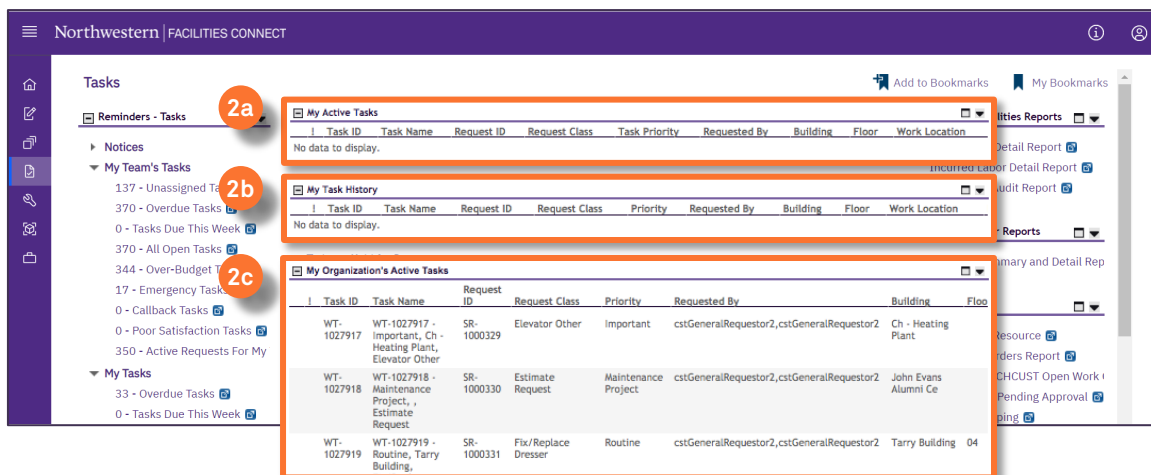 Northwestern | FACILITIES CONNECT
Tasks
Add to Bookmarks
My Bookmarks
Reminders - Tasks
Notices
My Team's Tasks
137 - Unassigned
370 - Overdue Tasks
0 - Tasks Due This Week
370 - All Open Tasks
344 - Over-Budget
17 - Emergency
0 - Callback Tasks
0 - Poor Satisfaction Tasks
350 - Active Requests For My
My Tasks
33 - Overdue Tasks
0 - Tasks Due This Week
2a
My Active Tasks
! Task ID Task Name Request ID Request Class Task Priority Requested By Building Floor Work Location
No data to display.
2b
My Task History
! Task ID Task Name Request ID Request Class Priority Requested By Building Floor Work Location
No data to display.
2c
My Organization's Active Tasks
Request
! Task ID Task Name ID Request Class Priority Requested By Building Floo
WT- WT-1027917 - SR- Elevator Other Important cstGeneralRequestor2,cstGeneralRequestor2 Ch - Heating
1027917 Important, Ch - 1000329 Plant
Heating Plant,
Elevator Other
WT- WT-1027918 - SR- Estimate Maintenance cstGeneralRequestor2,cstGeneralRequestor2 John Evans
1027918 Maintenance 1000330 Request Project Alumni Ce
Project, ,
Estimate
Request
WT- WT-1027919 - SR- Fix/Replace Routine cstGeneralRequestor2,cstGeneralRequestor2 Tarry Building 04
1027919 Routine, Tarry 1000331 Dresser
Building,
Reports
Detail Report
Incurred Labor Detail Report
Audit Report
Reports
and Detail Rep
Resource
Report
CHCUST Open Work
Pending Approval